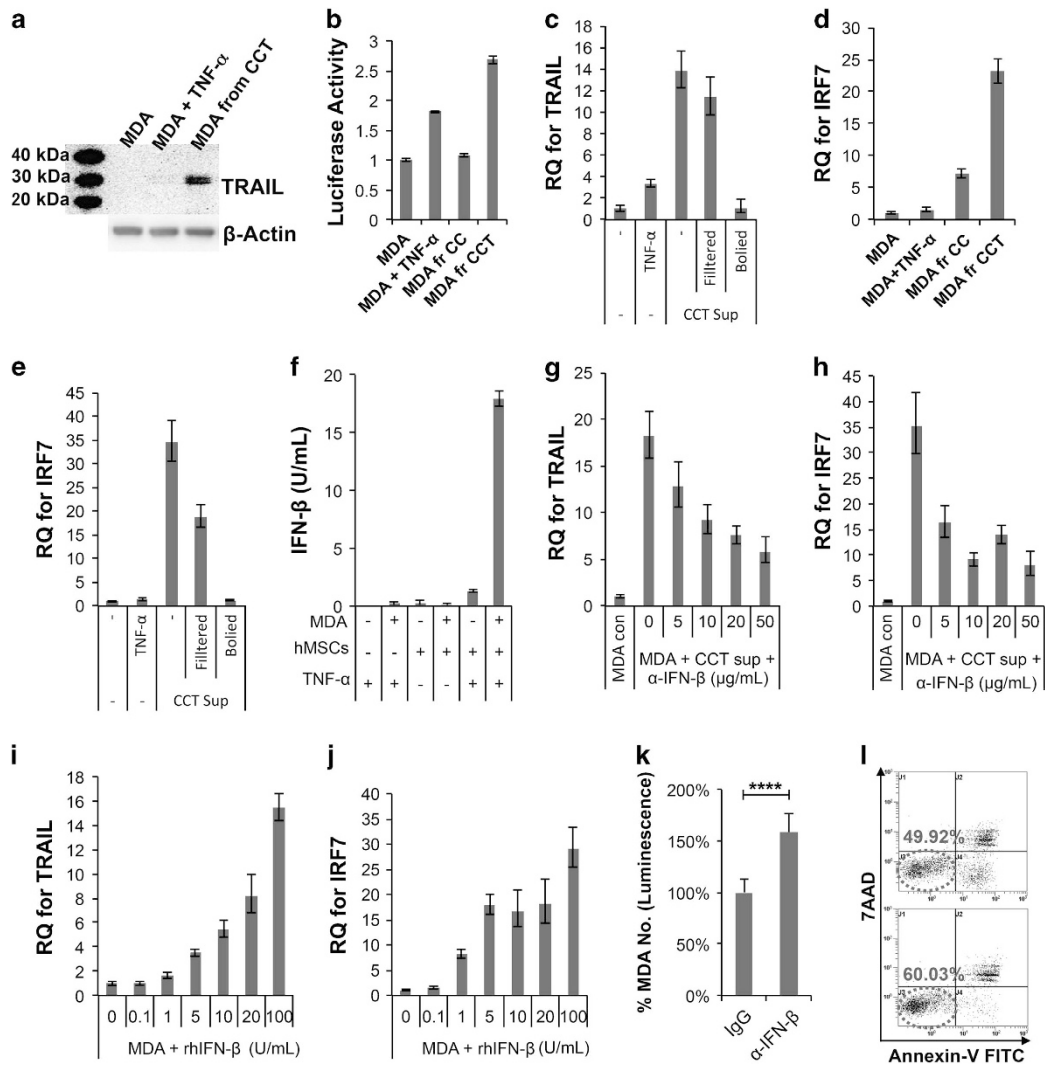 a
MDA
MDA + TNF-α
MDA from CCT
40 kDa
30 kDa
20 kDa
TRAIL
β-Actin
b
Luciferase Activity
3
2.5
2
1.5
1
0.5
0
MDA
MDA + TNF-α
MDA fr CC
MDA fr CCT
c
RQ for TRAIL
18
16
14
12
10
8
6
4
2
0
-
TNF-α
-
Filltered
Bolied
-
-
CCT Sup
d
RQ for IRF7
30
25
20
15
10
5
0
MDA
MDA+TNF-α
MDA fr CC
MDA fr CCT
e
RQ for IRF7
45
40
35
30
25
20
15
10
5
0
-
TNF-α
-
Filltered
Bolied
-
-
CCT Sup
f
IFN-β (U/mL)
20
15
10
5
0
MDA - + - + - +
hMSCs - - + + + +
TNF-α + + - - + +
g
RQ for TRAIL
25
20
15
10
5
0
MDA con
0 5 10 20 50
MDA + CCT sup +
α-IFN-β (µg/mL)
h
RQ for IRF7
45
40
35
30
25
20
15
10
5
0
MDA con
0 5 10 20 50
MDA + CCT sup +
α-IFN-β (µg/mL)
i
RQ for TRAIL
18
16
14
12
10
8
6
4
2
0
0 0.1 1 5 10 20 100
MDA + rhIFN-β (U/mL)
j
RQ for IRF7
40
35
30
25
20
15
10
5
0
0 0.1 1 5 10 20 100
MDA + rhIFN-β (U/mL)
k
% MDA No. (Luminescence)
200%
150%
100%
50%
0%
****
IgG
α-IFN-β
l
7AAD
J1
J2
49.92%
J3
J4
J1
J2
60.03%
J3
J4
Annexin-V FITC